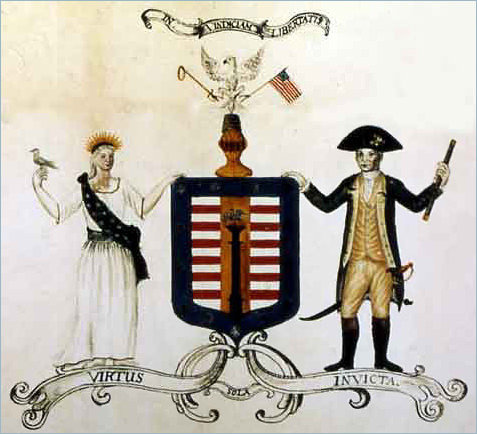 IN VINDICIAM LIBERTATIS
VIRTUS SOLA INVICTA.